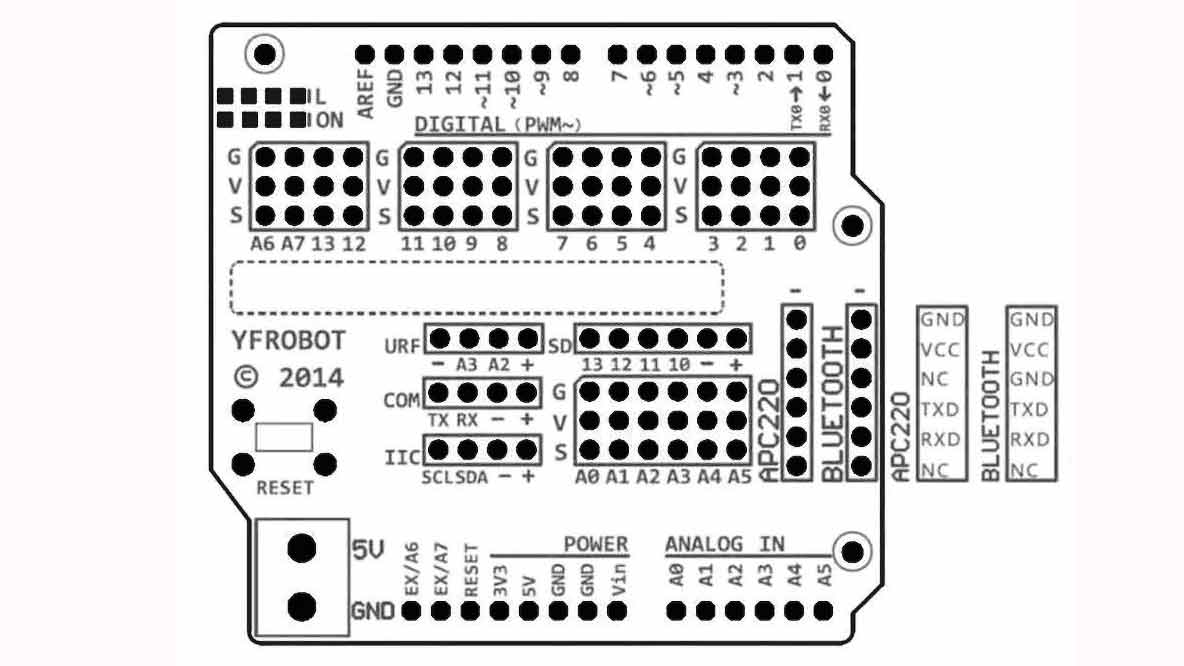 AREF GND 13 12 ~11 ~10 ~9 8 7 ~6 ~5 4 ~3 2 TX0→1 RX0←0
L
ON
DIGITAL (PWM~)
G G G G
V V V V
S S S S
A6 A7 13 12 11 10 9 8 7 6 5 4 3 2 1 0
- -
YFROBOT
© 2014
URF
- A3 A2 +
SD
13 12 11 10 - +
COM
TX RX - +
IIC
SCL SDA - +
G
V
S
A0 A1 A2 A3 A4 A5
APC220
BLUETOOTH
APC220
GND
VCC
NC
TXD
RXD
NC
BLUETOOTH
GND
VCC
GND
TXD
RXD
NC
RESET
5V
GND
POWER
EX/A6 EX/A7 RESET 3V3 5V GND GND Vin
ANALOG IN
A0 A1 A2 A3 A4 A5